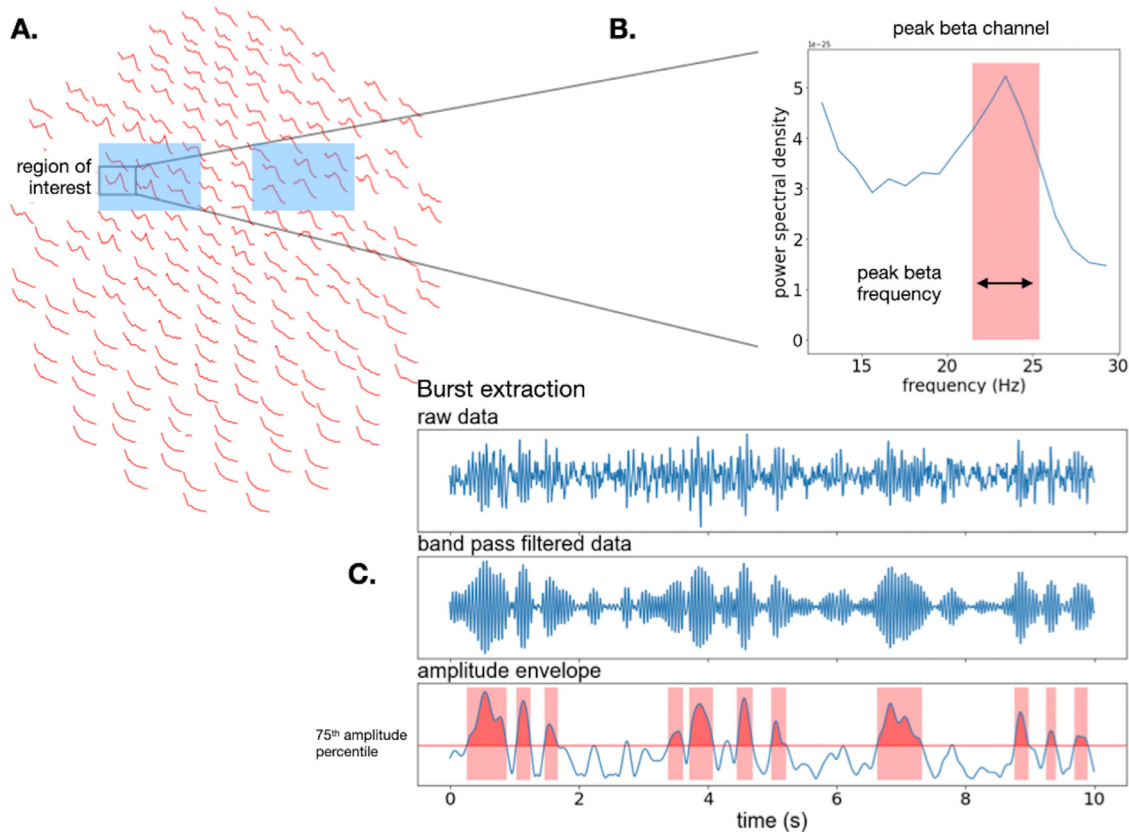 A.
region of
interest
B.
peak beta channel
1e−25
power spectral density
5
4
3
2
1
0
peak beta
frequency
15 20 25 30
frequency (Hz)
Burst extraction
raw data
C.
band pass filtered data
amplitude envelope
75th amplitude
percentile
0 2 4 6 8 10
time (s)